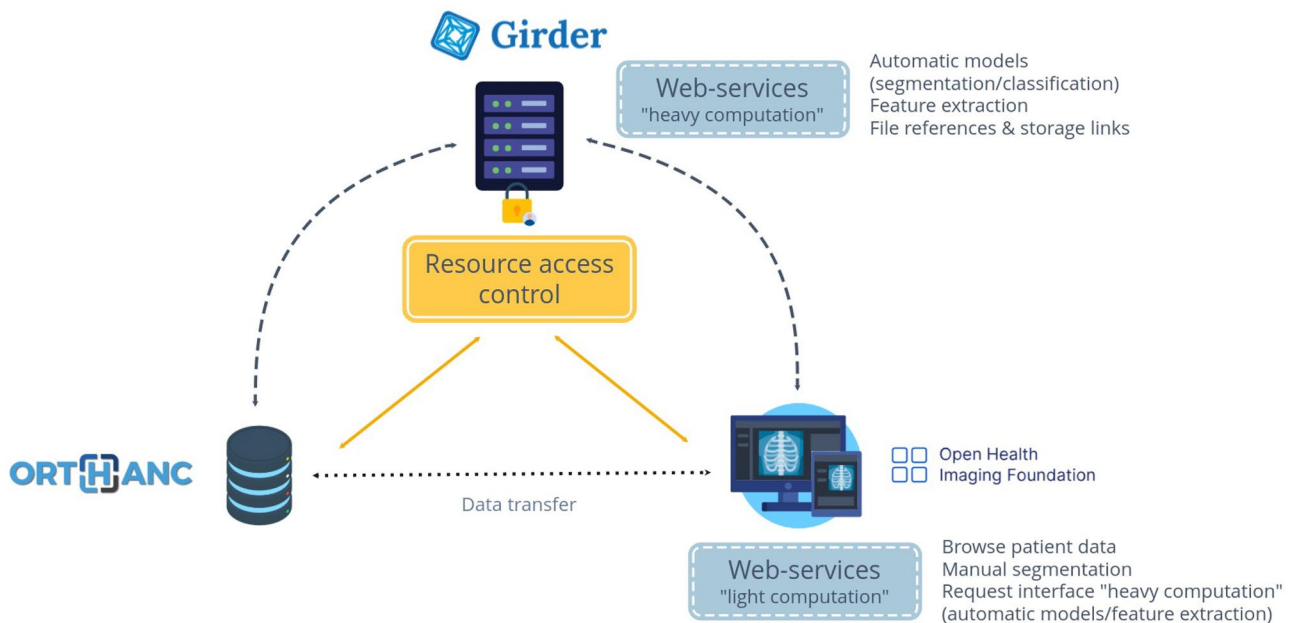 Girder
Web-services
"heavy computation"
Automatic models
(segmentation/classification)
Feature extraction
File references & storage links
Resource access
control
ORTHANC
Data transfer
Open Health
Imaging Foundation
Web-services
"light computation"
Browse patient data
Manual segmentation
Request interface "heavy computation"
(automatic models/feature extraction)